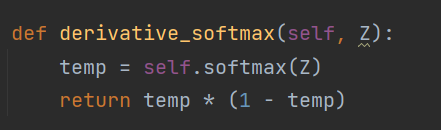 def derivative_softmax(self, Z):
    temp = self.softmax(Z)
    return temp * (1 - temp)